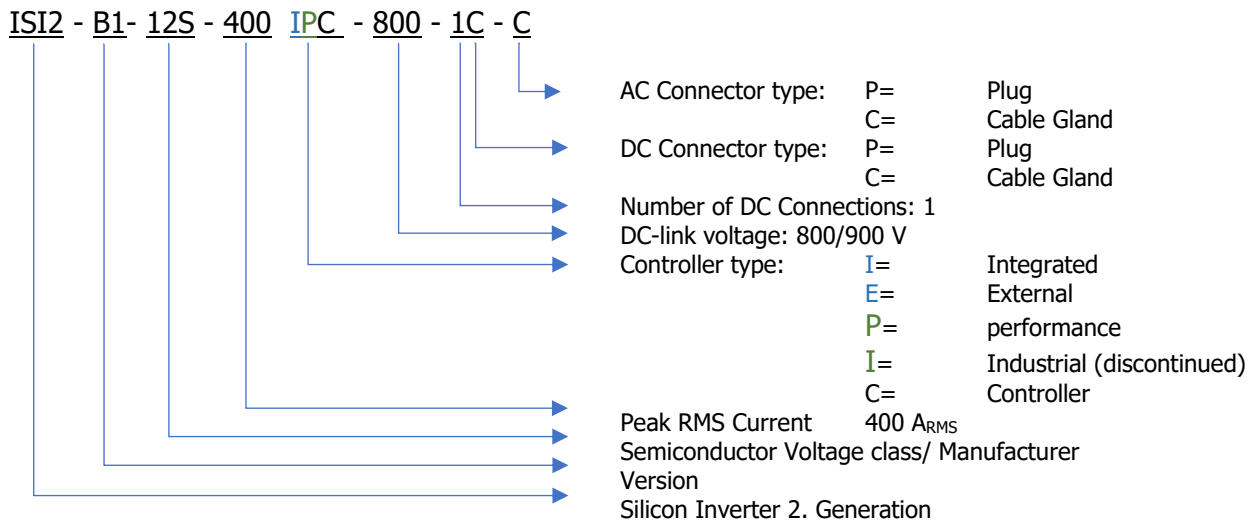 ISI2 - B1- 12S - 400 IPC - 800 - 1C - C
AC Connector type: P= Plug
C= Cable Gland
DC Connector type: P= Plug
C= Cable Gland
Number of DC Connections: 1
DC-link voltage: 800/900 V
Controller type: I= Integrated
E= External
P= performance
I= Industrial (discontinued)
C= Controller
Peak RMS Current 400 ARMS
Semiconductor Voltage class/ Manufacturer
Version
Silicon Inverter 2. Generation